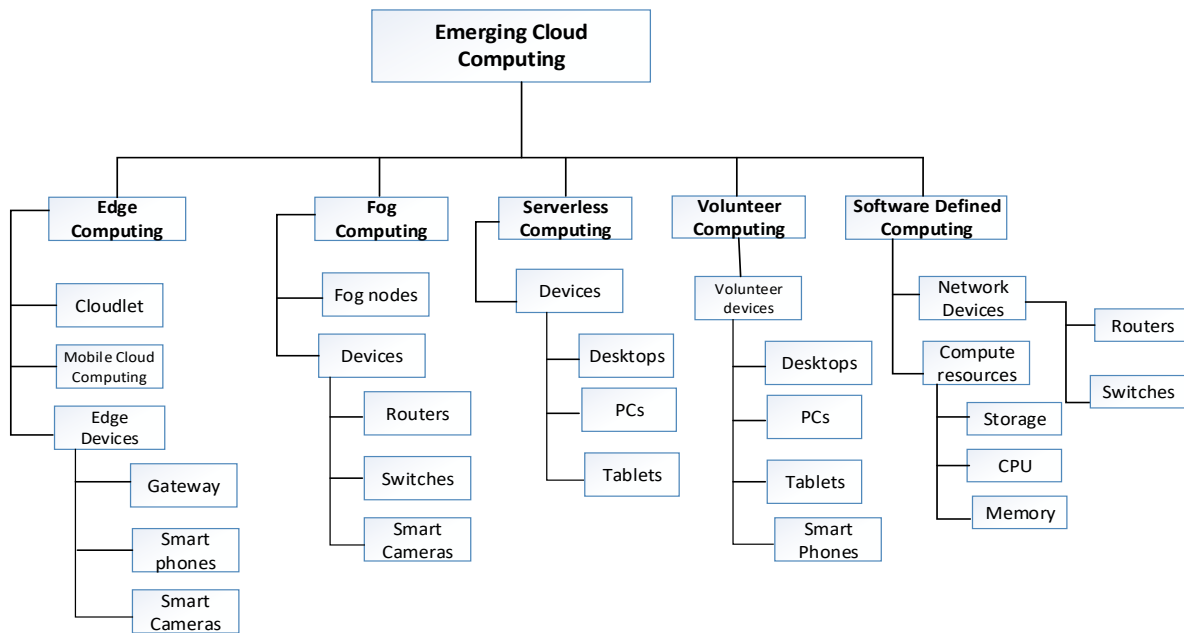 Emerging Cloud
Computing
Edge
Computing
Cloudlet
Mobile Cloud
Computing
Edge
Devices
Gateway
Smart
phones
Smart
Cameras
Fog
Computing
Fog nodes
Devices
Routers
Switches
Smart
Cameras
Serverless
Computing
Devices
Desktops
PCs
Tablets
Volunteer
Computing
Volunteer
devices
Desktops
PCs
Tablets
Smart
Phones
Software Defined
Computing
Network
Devices
Routers
Switches
Compute
resources
Storage
CPU
Memory